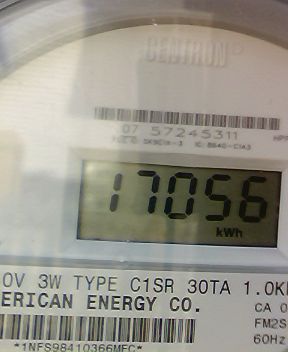 CENTRON®
07 57245311
17056
kWh
0V 3W TYPE C1SR 30TA 1.0K
ERICAN ENERGY CO.
CA 0
FM2S
60Hz
*1NFS98410366MEC*